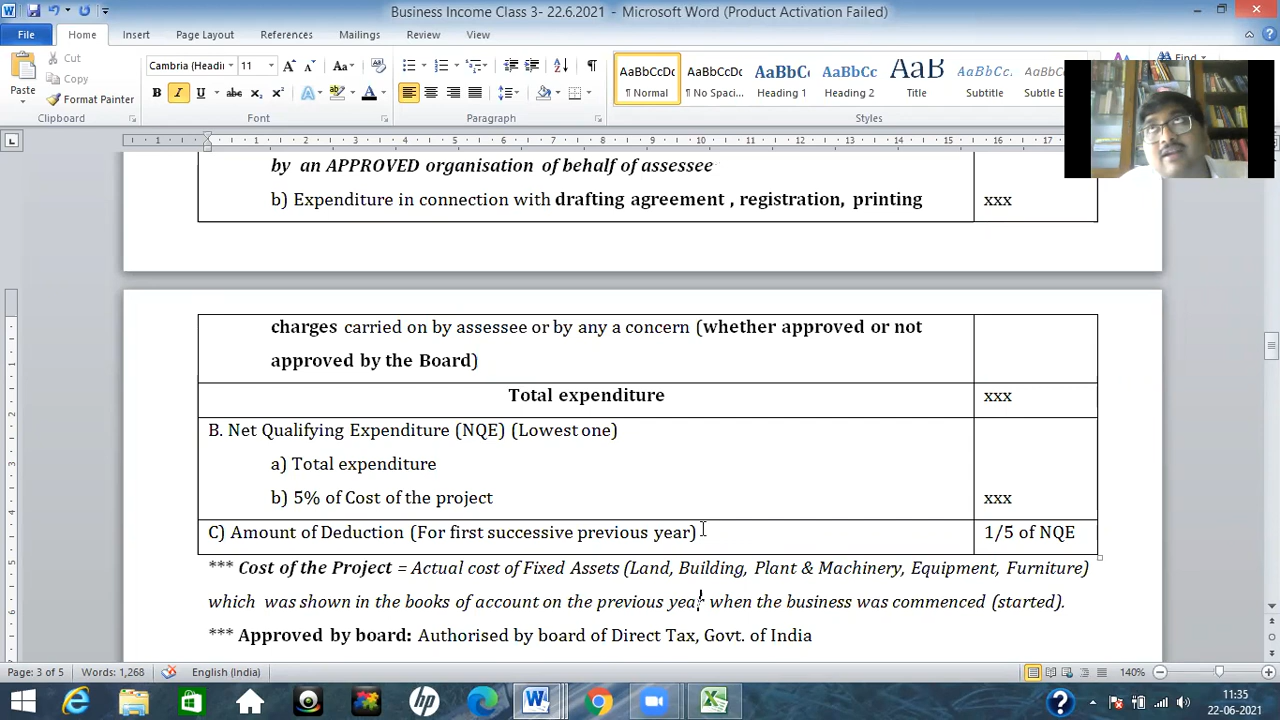 Business Income Class 3- 22.6.2021 - Microsoft Word (Product Activation Failed)
File Home Insert Page Layout References Mailings Review View
Cut
Copy
Format Painter
Paste
Clipboard
Cambria (Headin 11
Font
Paragraph
AaBbCcDc AaBbCcDc AaBbC AaBbCc AaB AaBbCc. AaBbCcD
¶ Normal ¶ No Spaci... Heading 1 Heading 2 Title Subtitle Subtle E
Styles
Find
by an APPROVED organisation of behalf of assessee
b) Expenditure in connection with drafting agreement , registration, printing xxx
charges carried on by assessee or by any a concern (whether approved or not
approved by the Board)
Total expenditure xxx
B. Net Qualifying Expenditure (NQE) (Lowest one)
a) Total expenditure
b) 5% of Cost of the project xxx
C) Amount of Deduction (For first successive previous year) 1/5 of NQE
*** Cost of the Project = Actual cost of Fixed Assets (Land, Building, Plant & Machinery, Equipment, Furniture)
which was shown in the books of account on the previous year when the business was commenced (started).
*** Approved by board: Authorised by board of Direct Tax, Govt. of India
Page: 3 of 5 Words: 1,268 English (India) 140%
11:35
22-06-2021